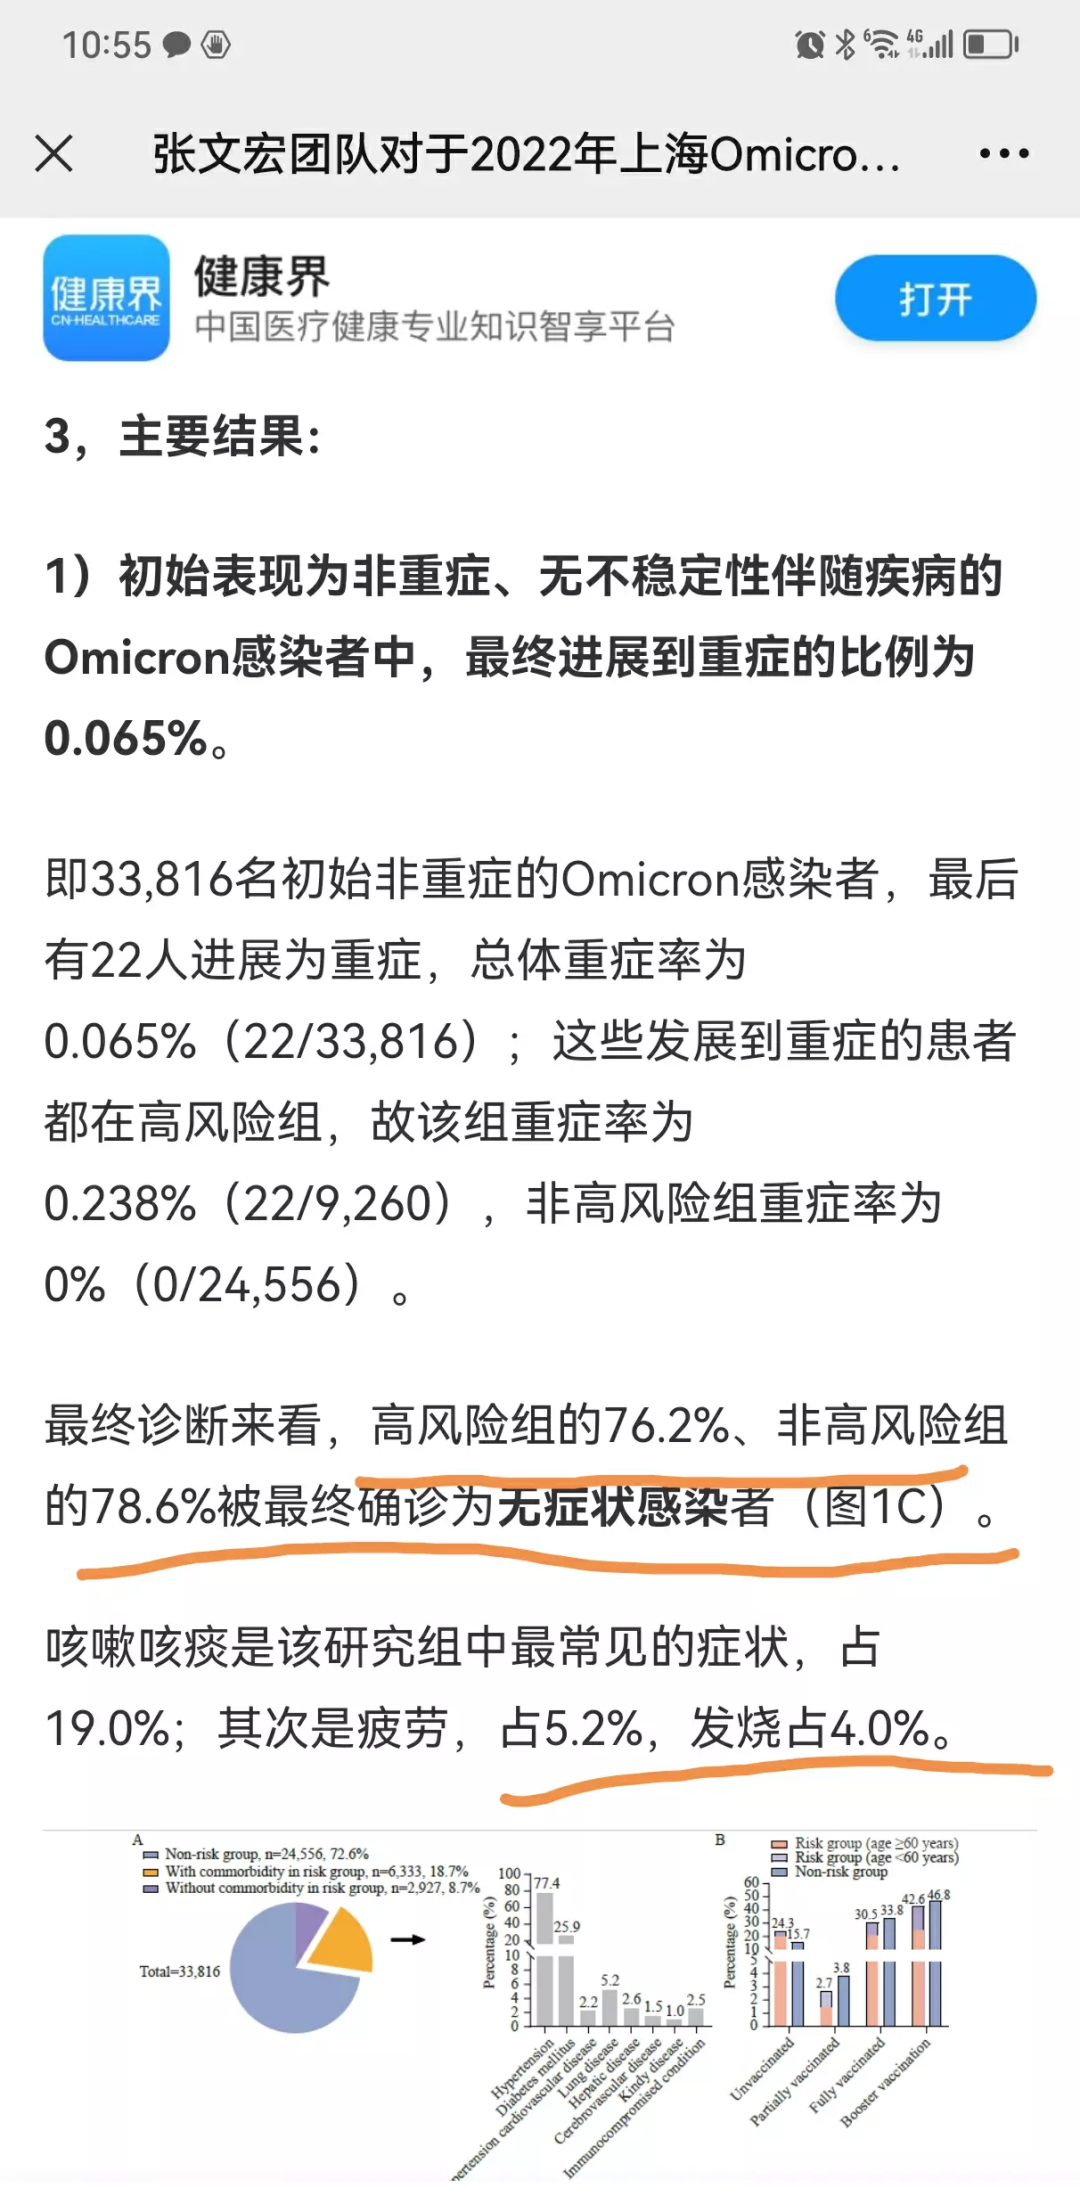 10:55
6
4G
张文宏团队对于2022年上海Omicro...
健康界
CN-HEALTHCARE
健康界
中国医疗健康专业知识智享平台
打开
3，主要结果：
1）初始表现为非重症、无不稳定性伴随疾病的
Omicron感染者中，最终进展到重症的比例为
0.065%。
即33,816名初始非重症的Omicron感染者，最后
有22人进展为重症，总体重症率为
0.065%（22/33,816）；这些发展到重症的患者
都在高风险组，故该组重症率为
0.238%（22/9,260），非高风险组重症率为
0%（0/24,556）。
最终诊断来看，高风险组的76.2%、非高风险组
的78.6%被最终确诊为无症状感染者（图1C）。
咳嗽咳痰是该研究组中最常见的症状，占
19.0%；其次是疲劳，占5.2%，发烧占4.0%。
A
Non-risk group, n=24,556, 72.6%
With commorbidity in risk group, n=6,333, 18.7%
Without commorbidity in risk group, n=2,927, 8.7%
Total=33,816
Percentage (%)
100
80
60
40
20
10
8
6
4
2
0
77.4
25.9
2.2
5.2
2.6
1.5
1.0
2.5
Hypertension
Diabetes mellitus
pertension cardiovascular disease
Lung disease
Hepatic disease
Cerebrovascular disease
Kindy disease
Immunocompromised condition
B
Risk group (age ≥60 years)
Risk group (age <60 years)
Non-risk group
Percentage (%)
60
50
40
30
20
10
5
4
3
2
1
0
24.3
15.7
2.7
3.8
30.5
33.8
42.6
46.8
Unvaccinated
Partially vaccinated
Fully vaccinated
Booster vaccination